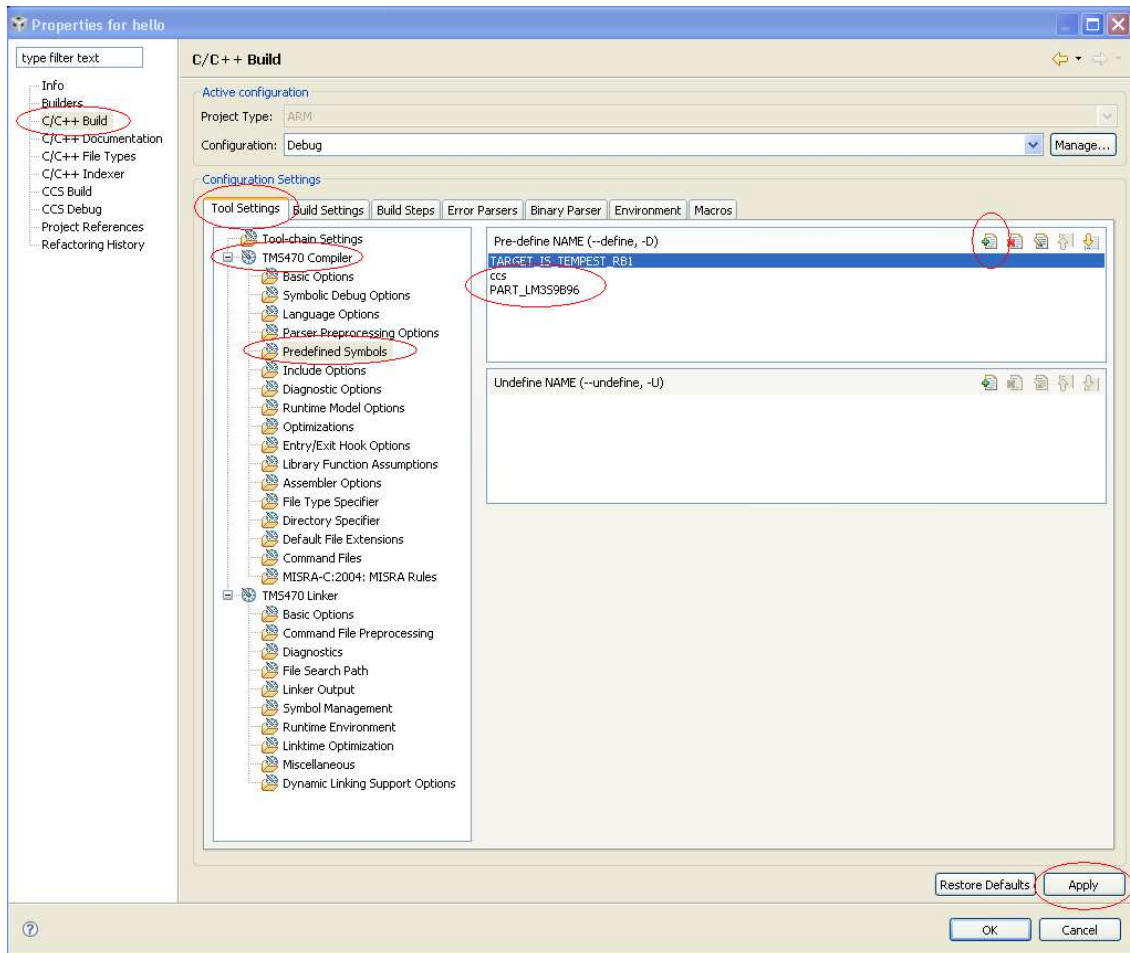 Properties for hello
type filter text
Info
Builders
C/C++ Build
C/C++ Documentation
C/C++ File Types
C/C++ Indexer
CCS Build
CCS Debug
Project References
Refactoring History
C/C++ Build
Active configuration
Project Type: ARM
Configuration: Debug
Manage...
Configuration Settings
Tool Settings Build Settings Build Steps Error Parsers Binary Parser Environment Macros
Tool-chain Settings
TMS470 Compiler
Basic Options
Symbolic Debug Options
Language Options
Parser Preprocessing Options
Predefined Symbols
Include Options
Diagnostic Options
Runtime Model Options
Optimizations
Entry/Exit Hook Options
Library Function Assumptions
Assembler Options
File Type Specifier
Directory Specifier
Default File Extensions
Command Files
MISRA-C:2004: MISRA Rules
TMS470 Linker
Basic Options
Command File Preprocessing
Diagnostics
File Search Path
Linker Output
Symbol Management
Runtime Environment
Linktime Optimization
Miscellaneous
Dynamic Linking Support Options
Pre-define NAME (--define, -D)
TARGET_IS_TEMPEST_RB1
ccs
PART_LM3S9B96
Undefine NAME (--undefine, -U)
Restore Defaults Apply
OK Cancel